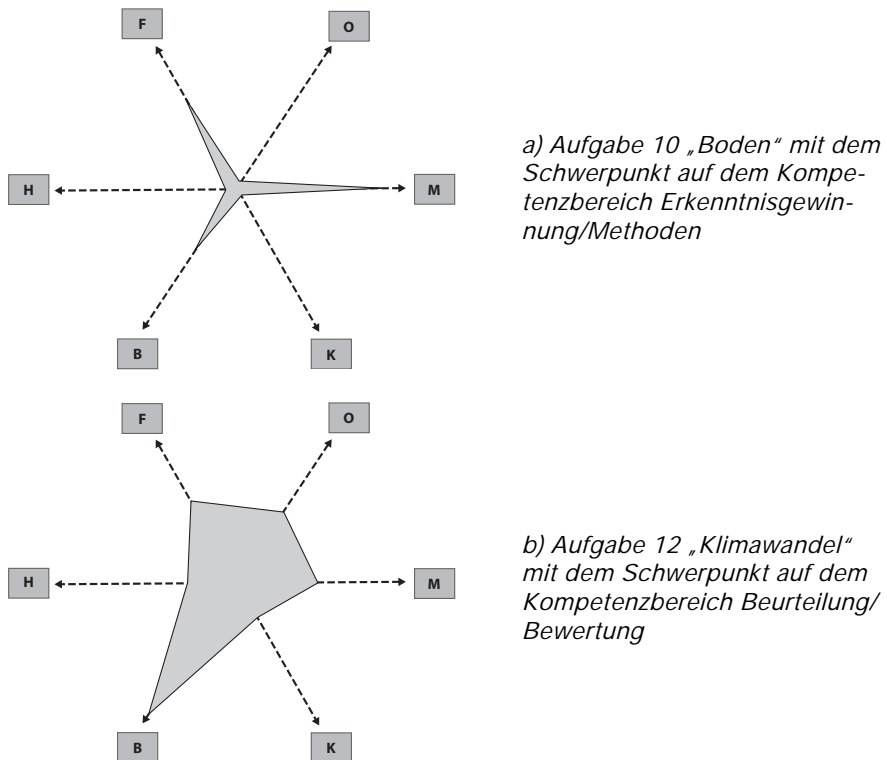 F
O
H
M
B
K
a) Aufgabe 10 „Boden“ mit dem
Schwerpunkt auf dem Kompe-
tenzbereich Erkenntnisgewin-
nung/Methoden
F
O
H
M
B
K
b) Aufgabe 12 „Klimawandel“
mit dem Schwerpunkt auf dem
Kompetenzbereich Beurteilung/
Bewertung